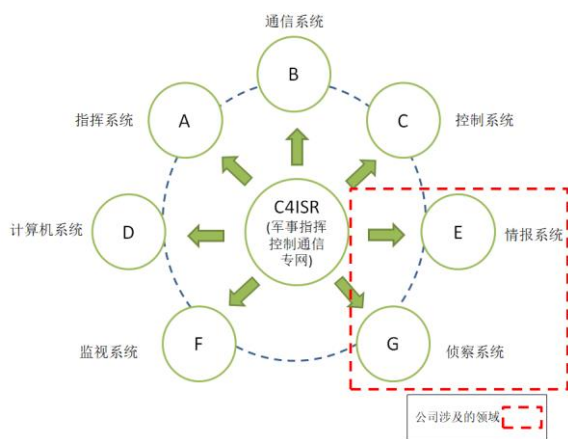 通信系统
B
指挥系统
A
C
控制系统
C4ISR
(军事指挥
控制通信
专网)
计算机系统
D
E
情报系统
监视系统
F
G
侦察系统
公司涉及的领域